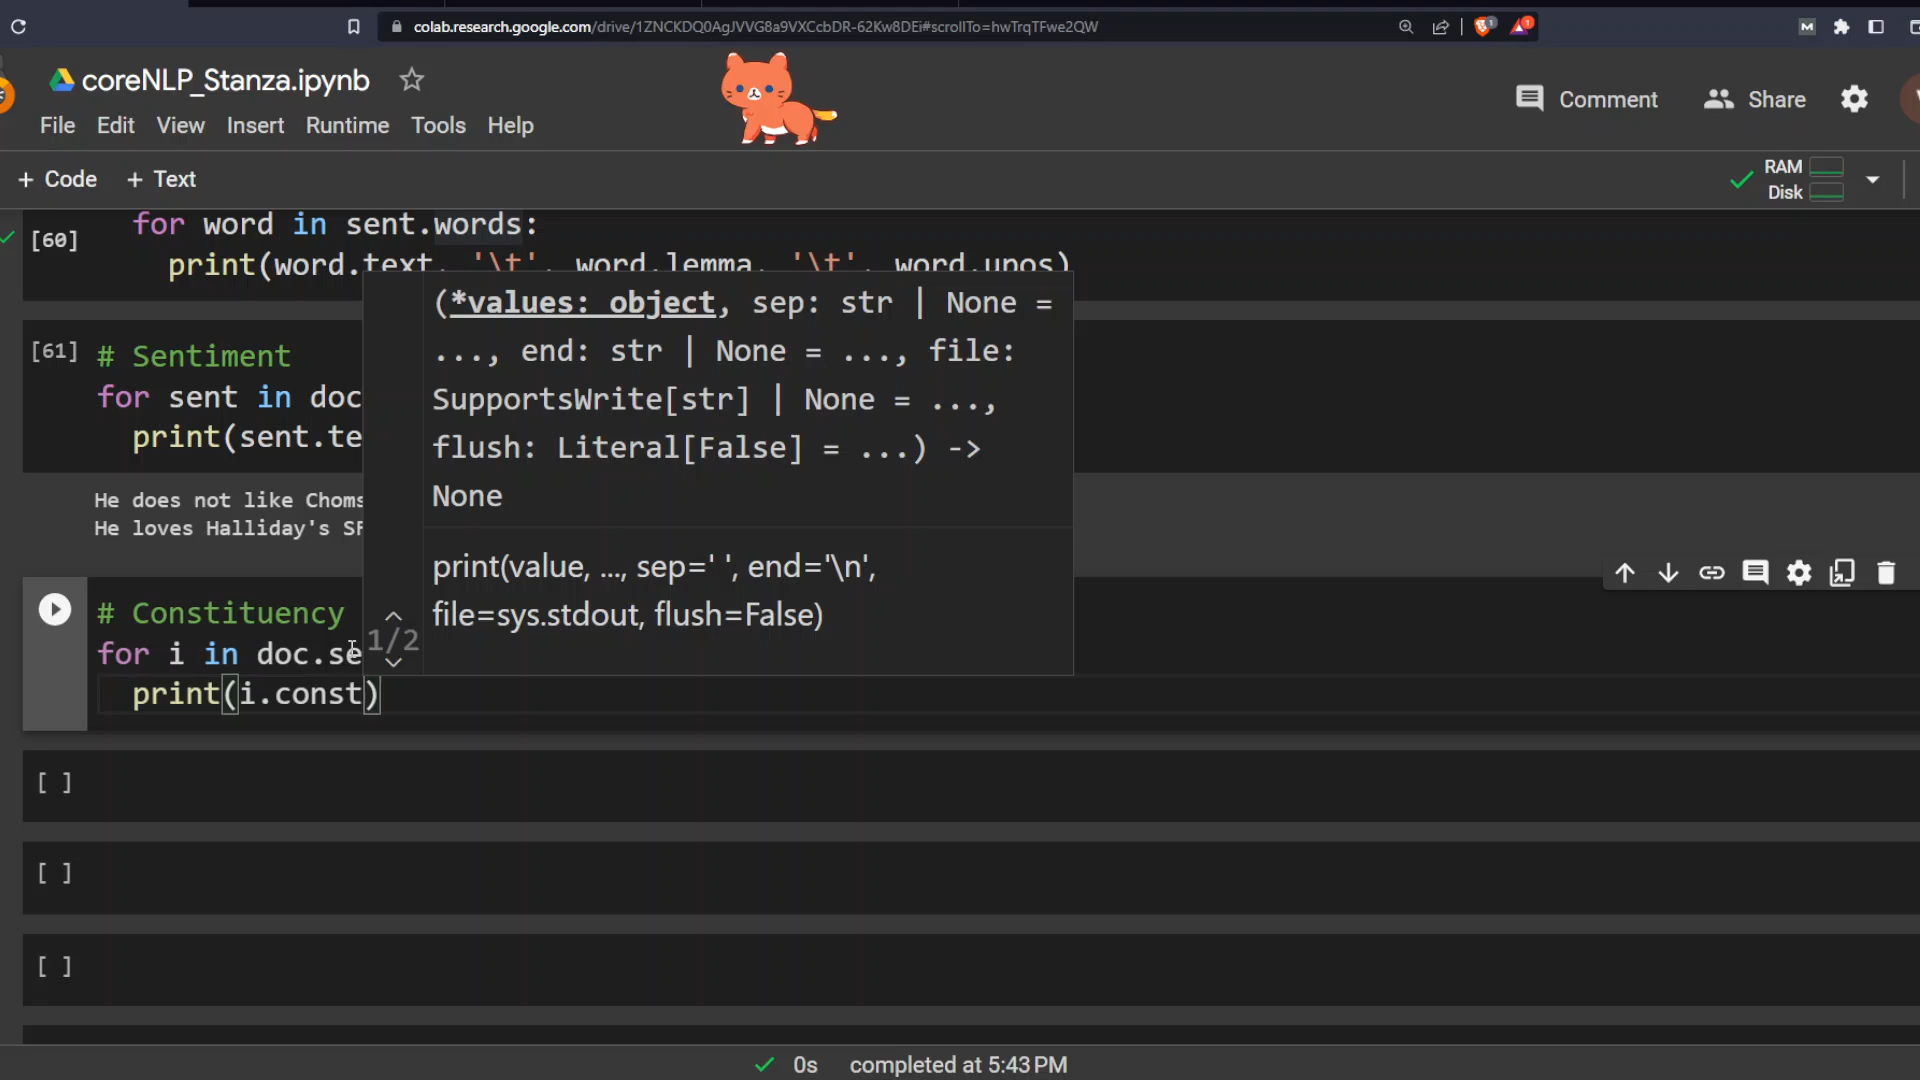 colab.research.google.com/drive/1ZNCKDQ0AgJVVG8a9VXCcbDR-62Kw8DEi#scrollTo=hwTrqTFwe2QW
coreNLP_Stanza.ipynb
Comment
Share
File Edit View Insert Runtime Tools Help
+ Code + Text
RAM
Disk
[60]
for word in sent.words:
print(word.text, '\t', word.lemma, '\t', word.upos)
(*values: object, sep: str | None =
..., end: str | None = ..., file:
SupportsWrite[str] | None = ...,
flush: Literal[False] = ...) ->
None
print(value, ..., sep=' ', end='\n',
file=sys.stdout, flush=False)
1/2
[61] # Sentiment
for sent in doc
print(sent.te
He does not like Choms
He loves Halliday's SF
# Constituency
for i in doc.se
print(i.const)
[ ]
[ ]
[ ]
0s completed at 5:43 PM